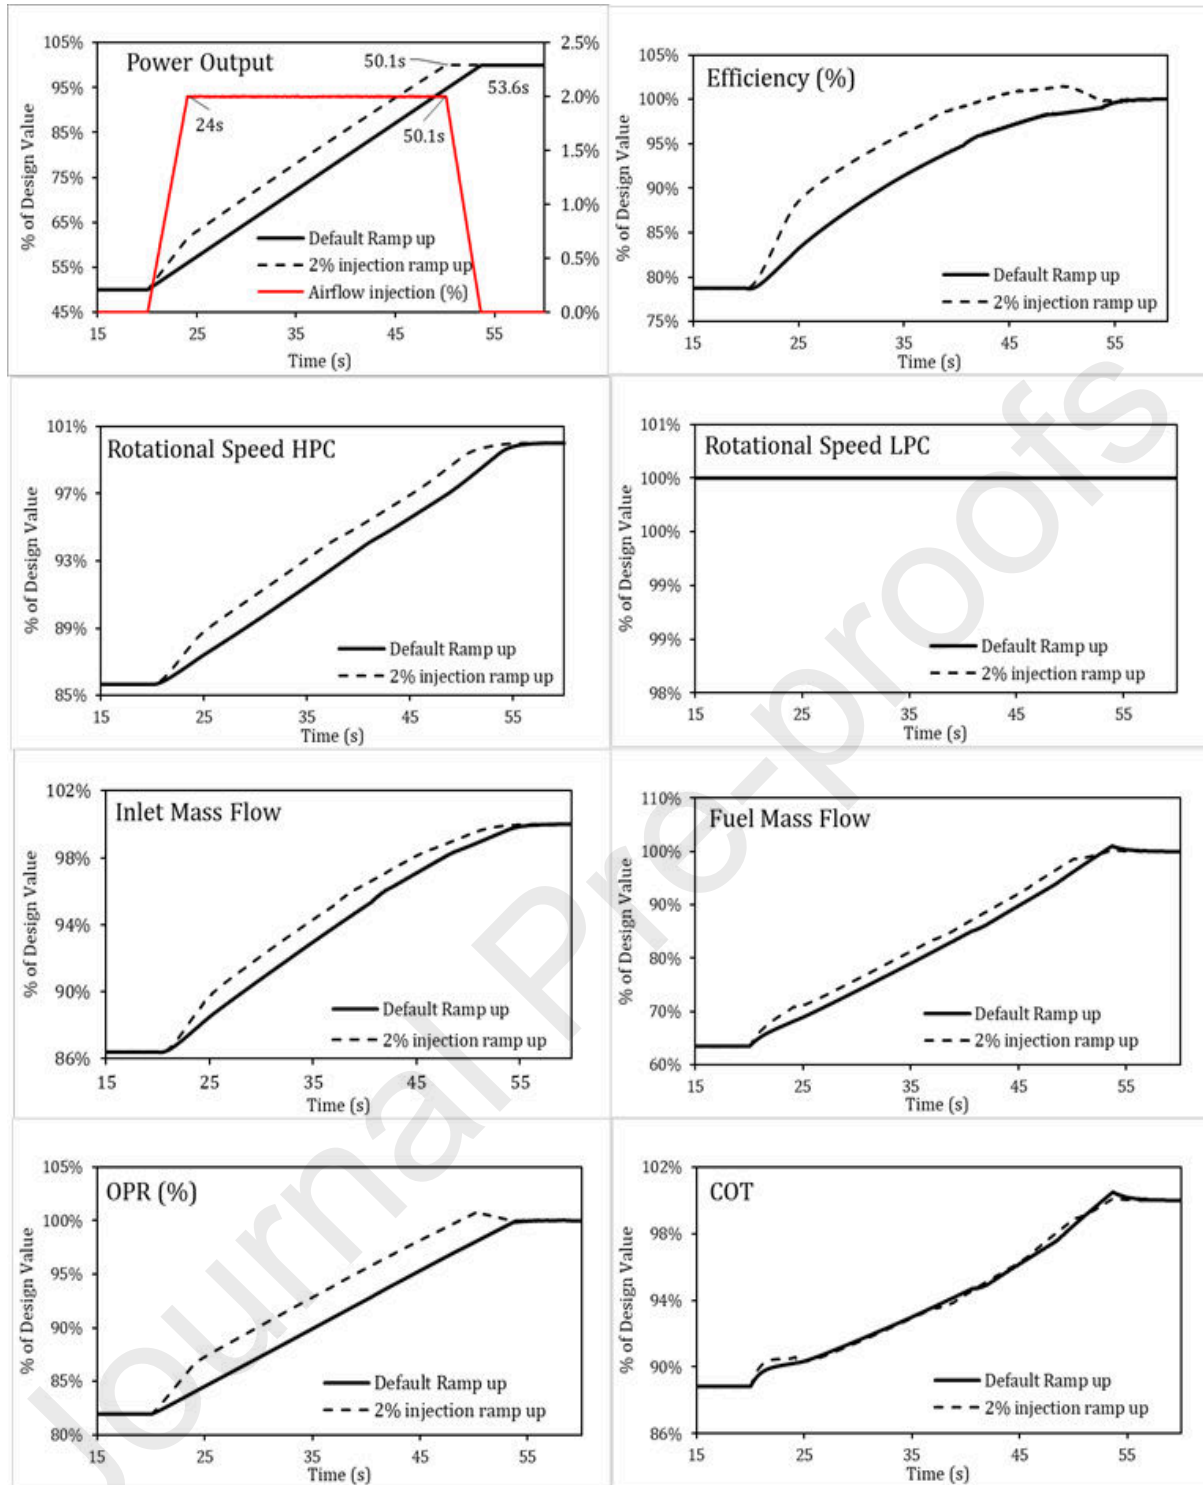 Power Output
% of Design Value
105%
95%
85%
75%
65%
55%
45%
2.5%
2.0%
1.5%
1.0%
0.5%
0.0%
50.1s
53.6s
24s
50.1s
Default Ramp up
2% injection ramp up
Airflow injection (%)
15 25 35 45 55
Time (s)
Efficiency (%)
% of Design Value
105%
100%
95%
90%
85%
80%
75%
Default Ramp up
2% injection ramp up
15 25 35 45 55
Time (s)
Rotational Speed HPC
% of Design Value
101%
97%
93%
89%
85%
Default Ramp up
2% injection ramp up
15 25 35 45 55
Time (s)
Rotational Speed LPC
% of Design Value
101%
100%
100%
99%
99%
98%
Default Ramp up
2% injection ramp up
15 25 35 45 55
Time (s)
Inlet Mass Flow
% of Design Value
102%
98%
94%
90%
86%
Default Ramp up
2% injection ramp up
15 25 35 45 55
Time (s)
Fuel Mass Flow
% of Design Value
110%
100%
90%
80%
70%
60%
Default Ramp up
2% injection ramp up
15 25 35 45 55
Time (s)
OPR (%)
% of Design Value
105%
100%
95%
90%
85%
80%
Default Ramp up
2% injection ramp up
15 25 35 45 55
Time (s)
COT
% of Design Value
102%
98%
94%
90%
86%
Default Ramp up
2% injection ramp up
15 25 35 45 55
Time (s)
Journal Pre-proofs